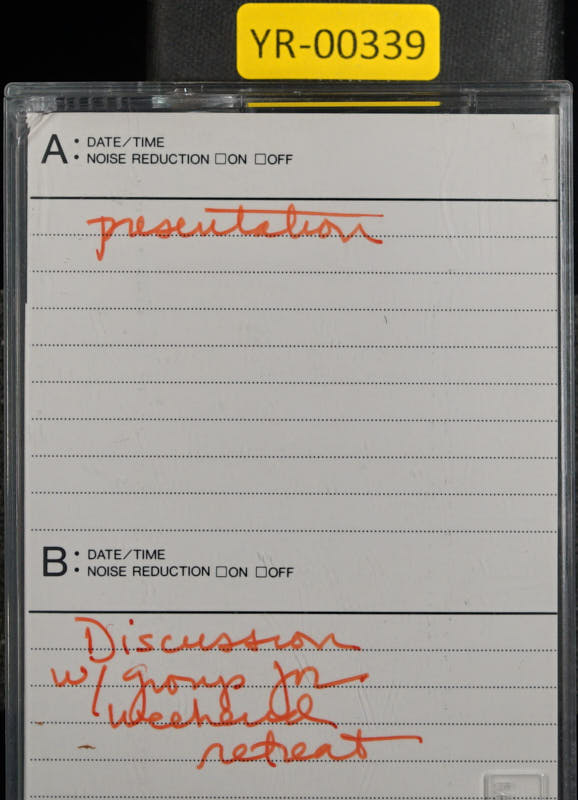 YR-00339
A • DATE/TIME
• NOISE REDUCTION ☐ON ☐OFF
presentation
B • DATE/TIME
• NOISE REDUCTION ☐ON ☐OFF
Discussion
w/ group for
weekend
retreat